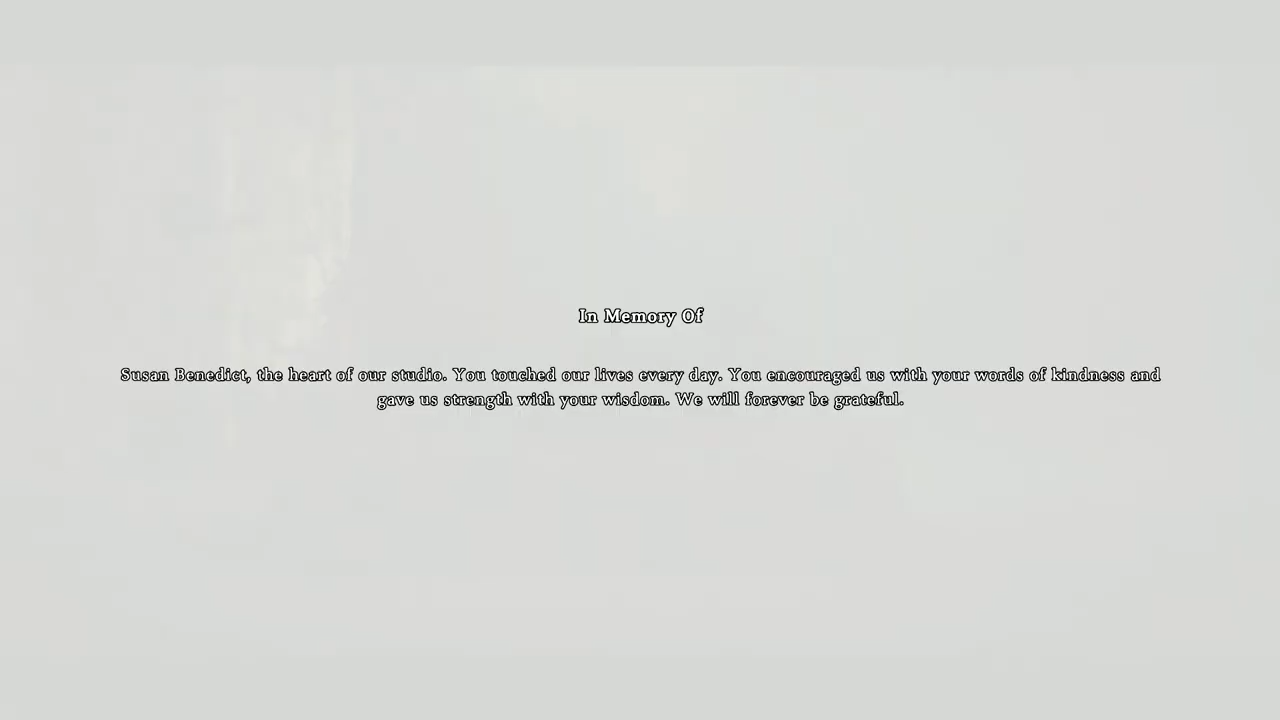 In Memory Of
Susan Benedict, the heart of our studio. You touched our lives every day. You encouraged us with your words of kindness and
gave us strength with your wisdom. We will forever be grateful.